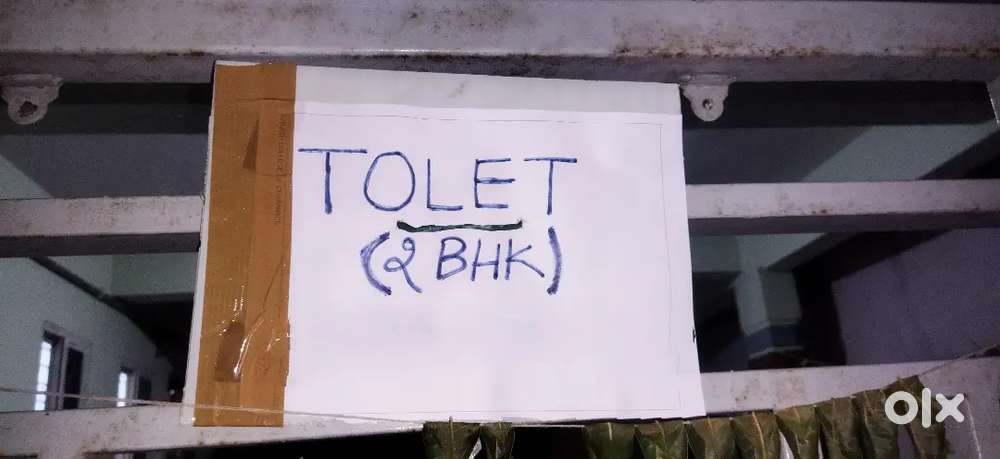 TOLET
(2 BHK)
olx